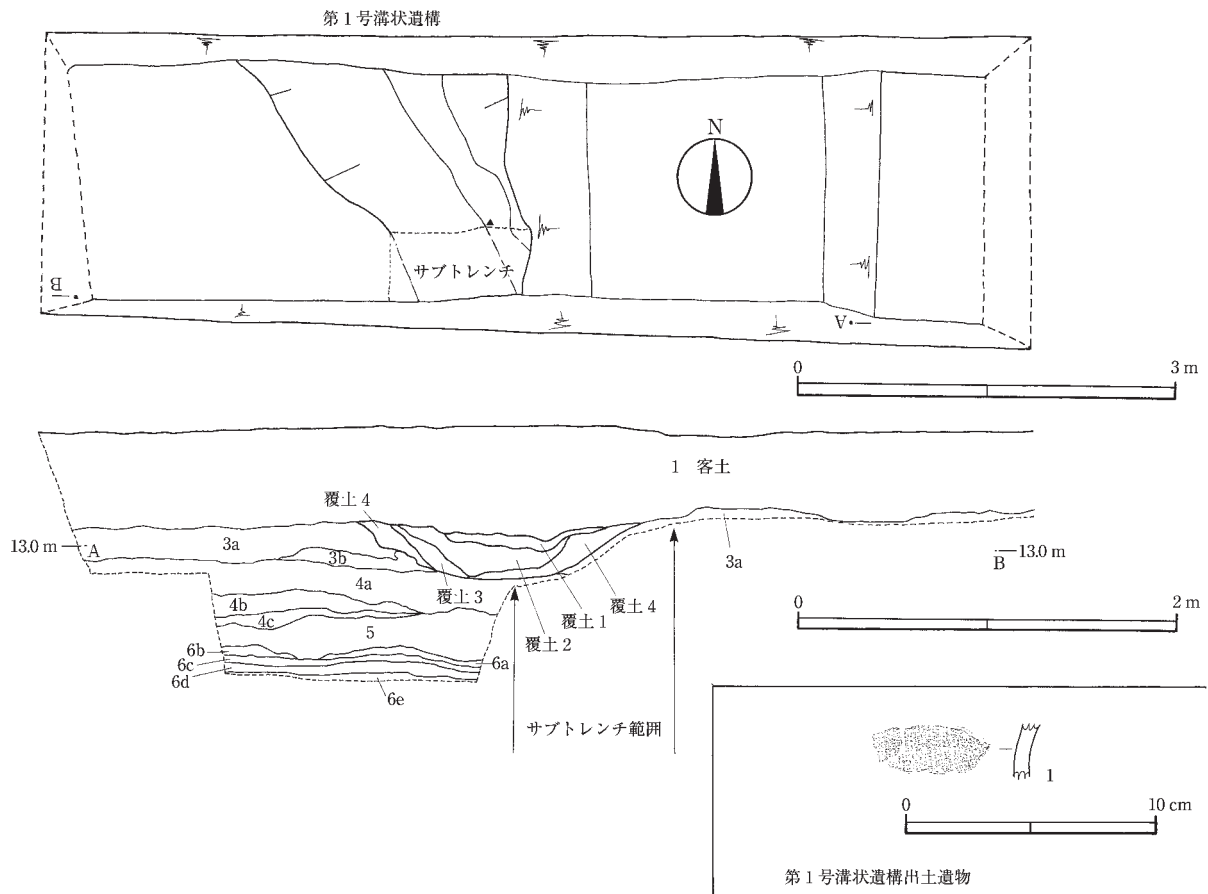 第1号溝状遺構
N
サブトレンチ
B
A
0 3 m
1 客土
覆土4
13.0 m A
3a
3b
4a
覆土3
4b
4c
5
覆土2
覆土1
覆土4
3a
B 13.0 m
0 2 m
6b
6c
6d
6a
6e
サブトレンチ範囲
1
0 10 cm
第1号溝状遺構出土遺物